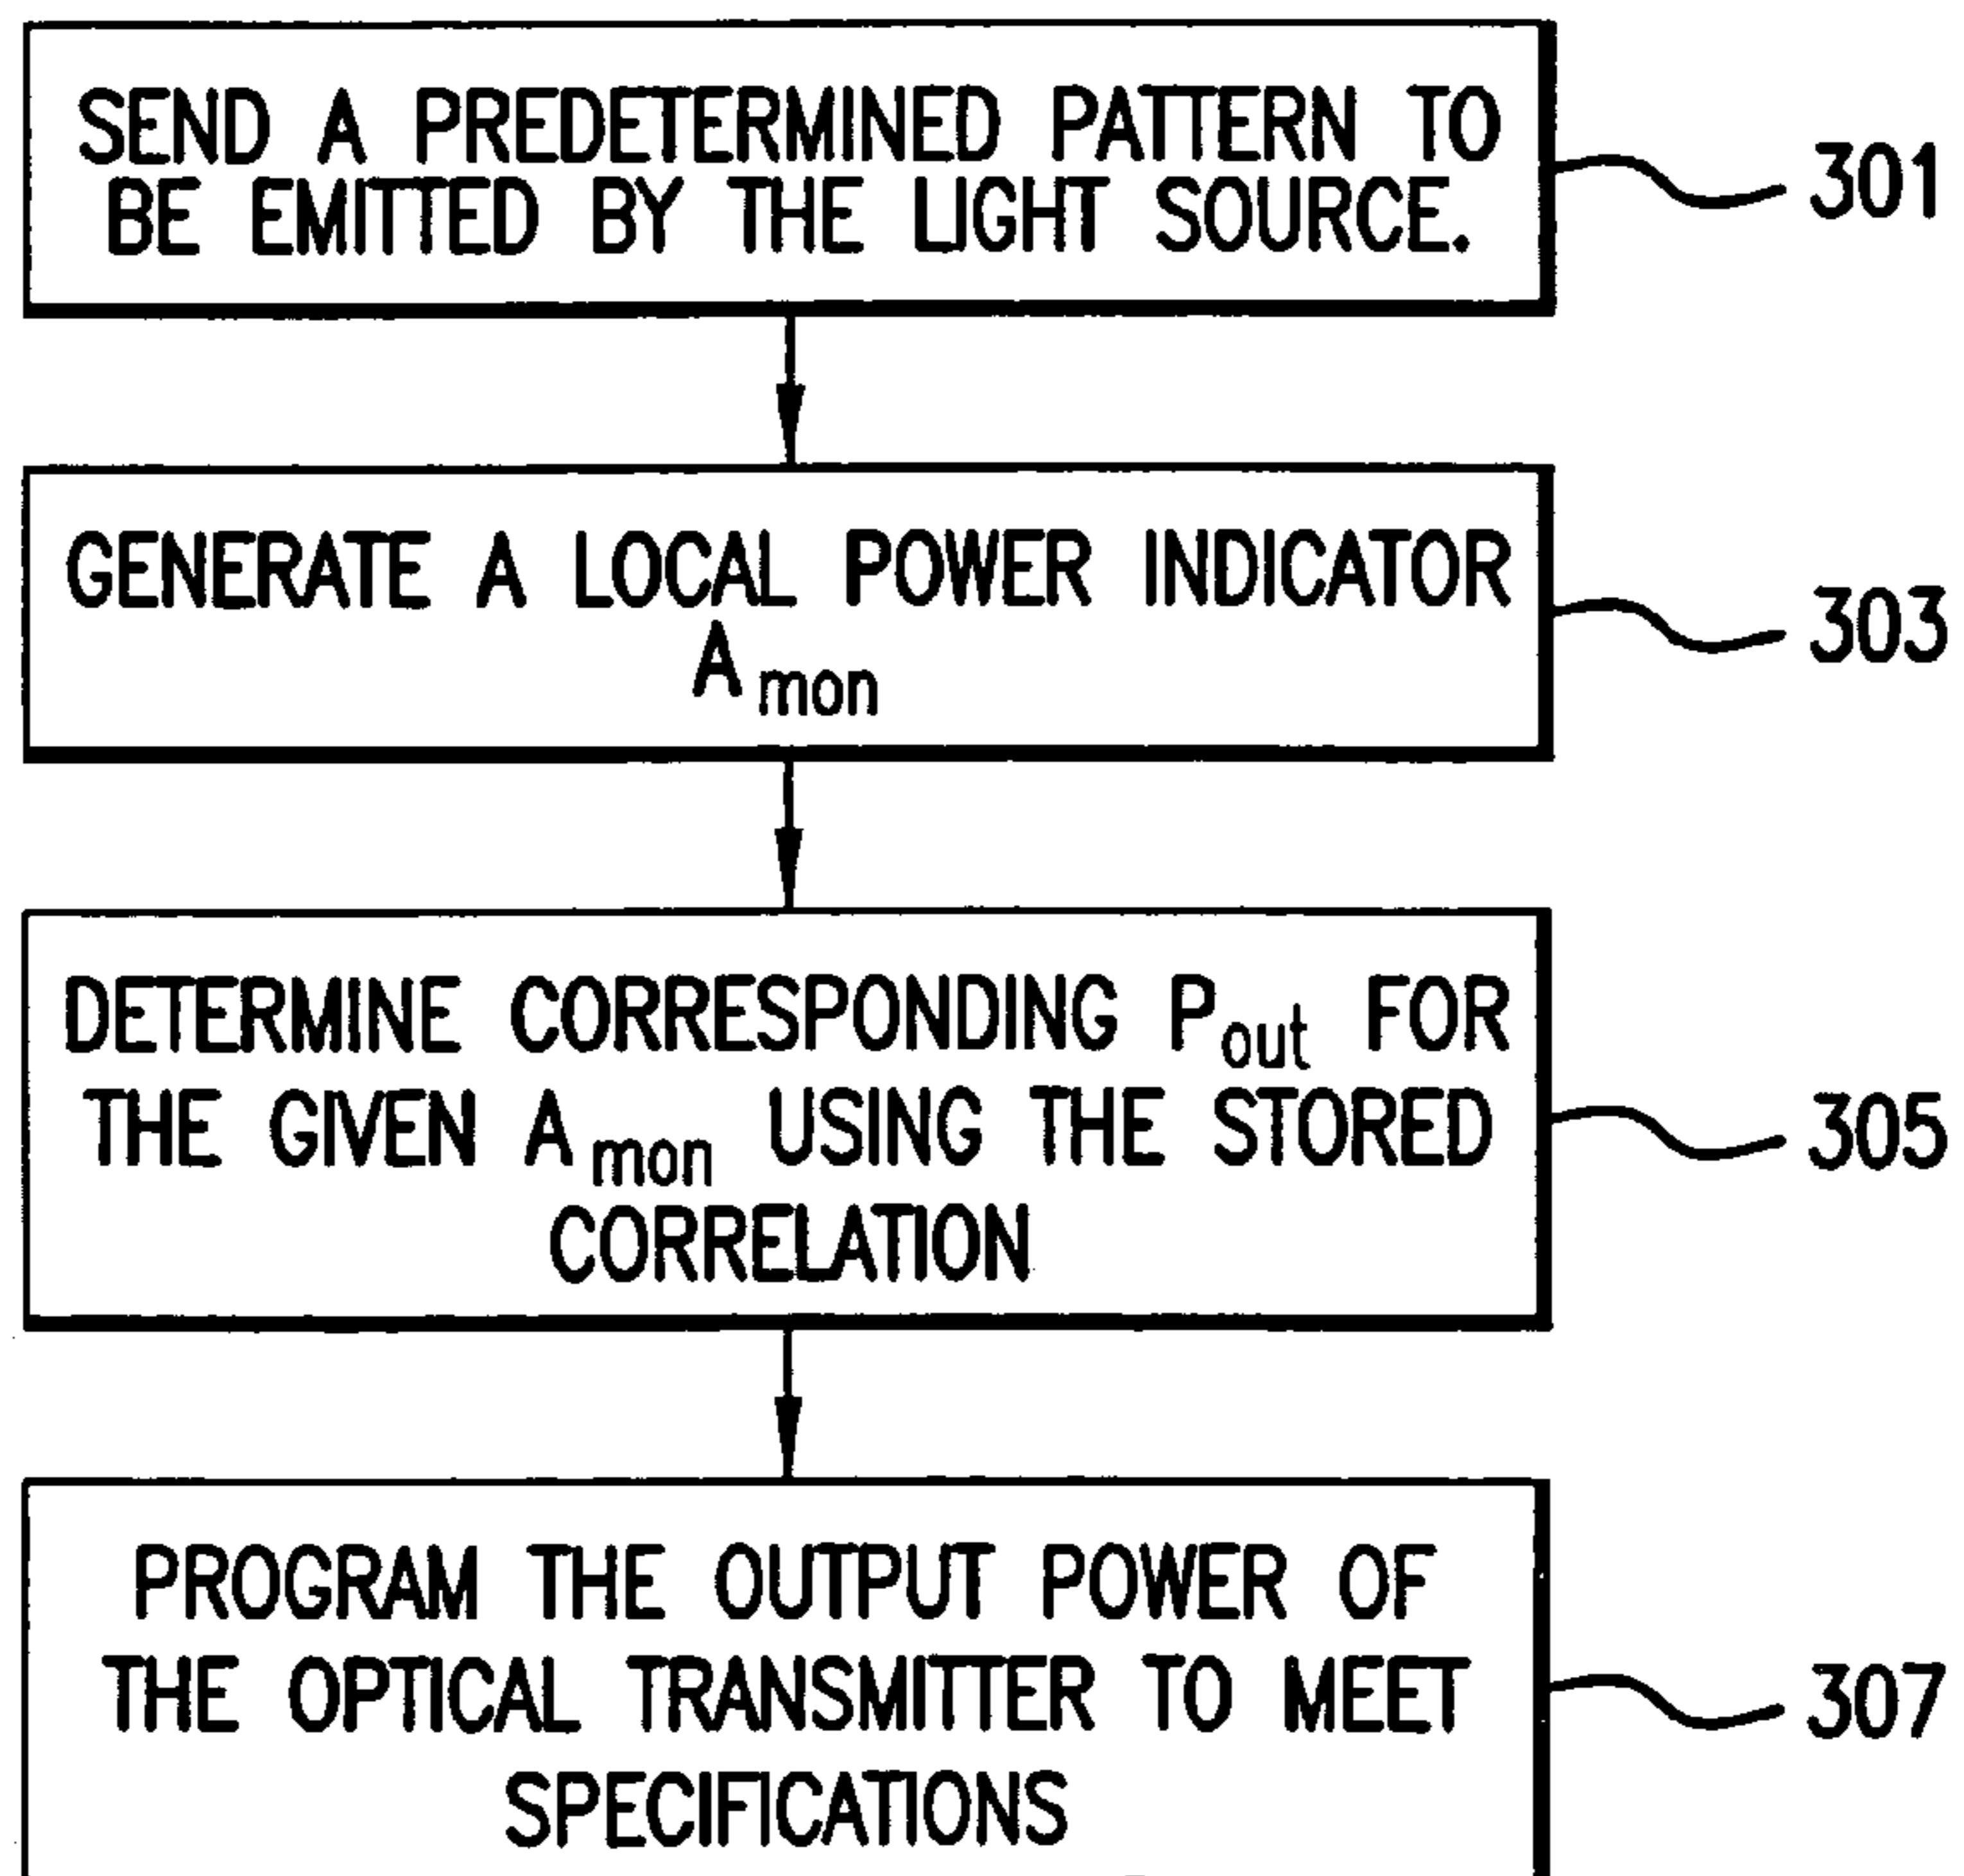 SEND A PREDETERMINED PATTERN TO
BE EMITTED BY THE LIGHT SOURCE.
301
GENERATE A LOCAL POWER INDICATOR
A mon
303
DETERMINE CORRESPONDING P out FOR
THE GIVEN A mon USING THE STORED
CORRELATION
305
PROGRAM THE OUTPUT POWER OF
THE OPTICAL TRANSMITTER TO MEET
SPECIFICATIONS
307